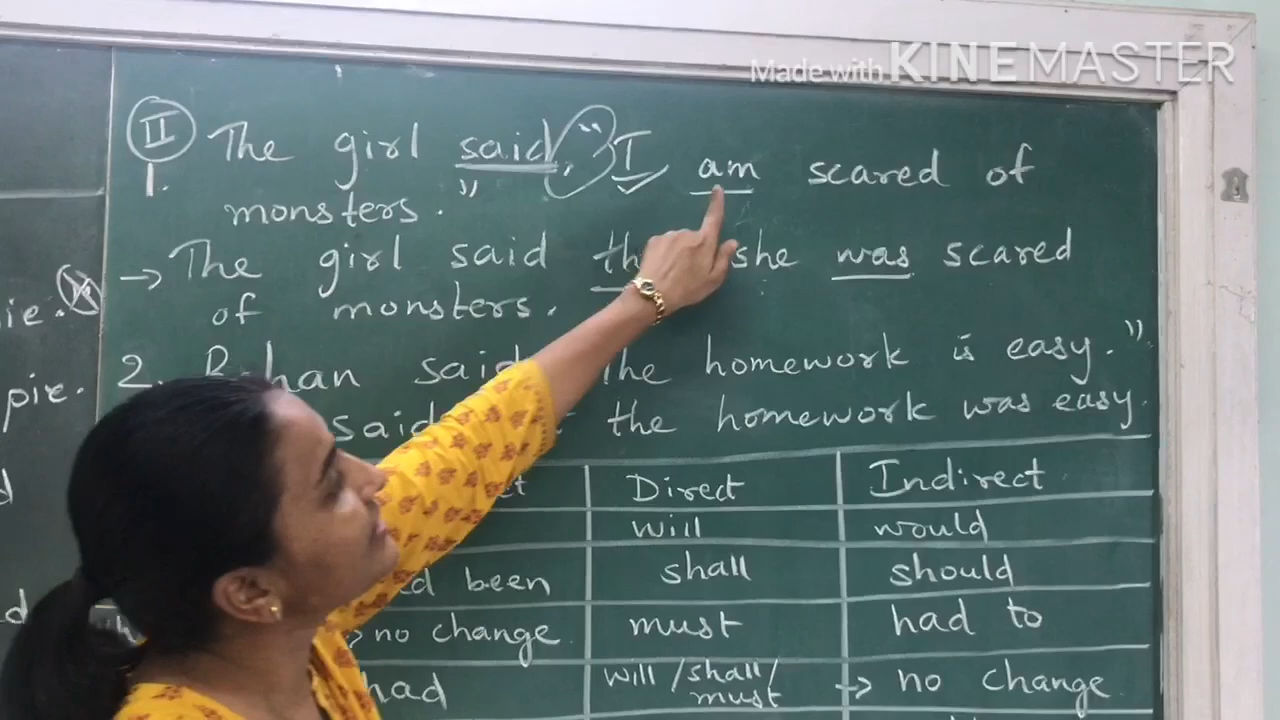 Made with KINEMASTER
II The girl said, " I am scared of
1. monsters. "
→ The girl said she was scared
of monsters.
2. said the homework is easy. "
said the homework was easy.
Direct Indirect
will would
been shall should
→ no change must had to
had will / shall / must → no change
ie.
pie.